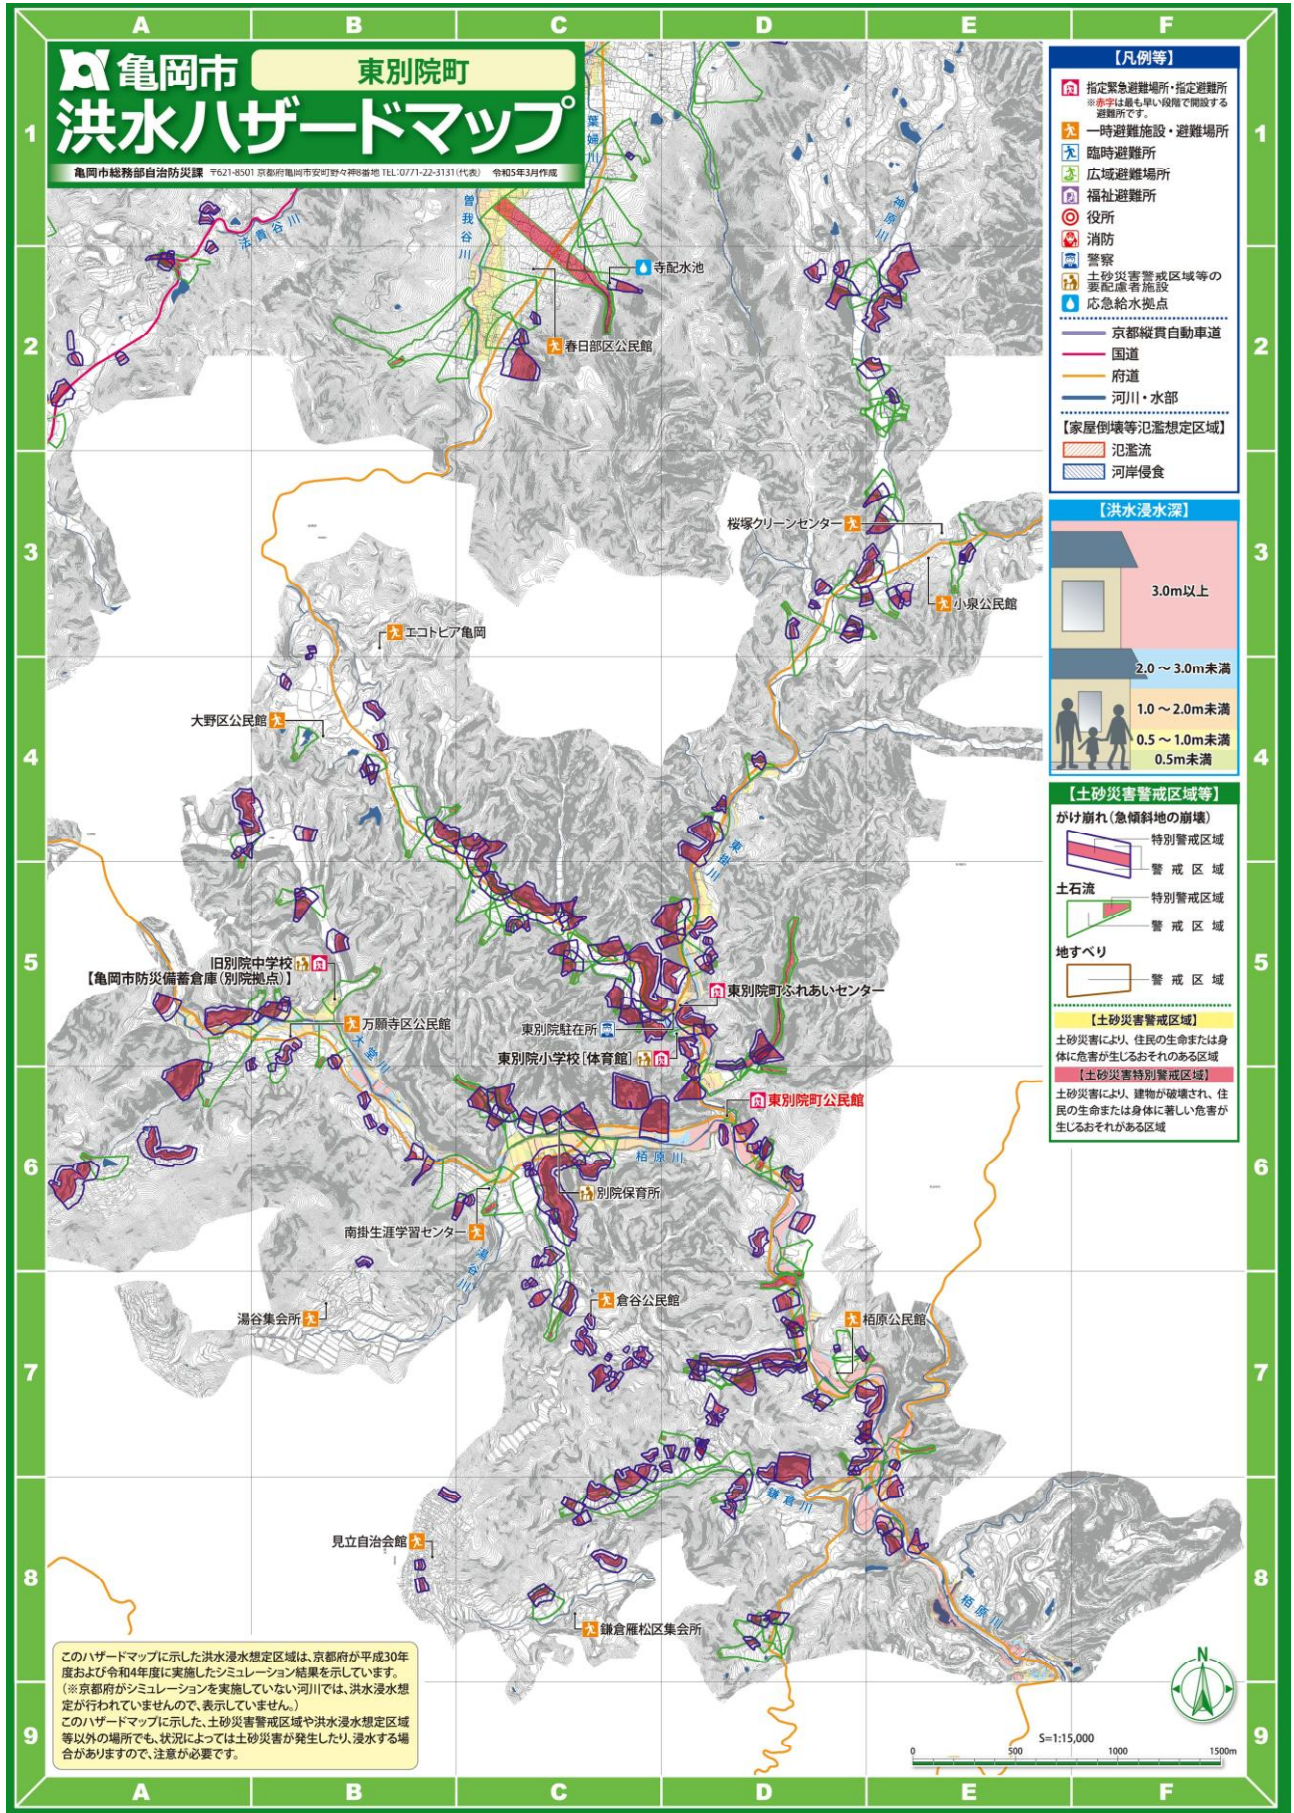 A B C D E F
亀岡市 東別院町
洪水ハザードマップ
亀岡市総務部自治防災課 〒621-8501 京都府亀岡市安町野々神8番地 TEL:0771-22-3131(代表) 令和5年3月作成
1
2
3
4
5
6
7
8
9
葉婦川
曽我谷川
法貴谷川
神原川
寺配水池
春日部区公民館
桜塚クリーンセンター
小泉公民館
エコトピア亀岡
大野区公民館
東掛川
旧別院中学校
【亀岡市防災備蓄倉庫(別院拠点)】
万願寺区公民館
大堂川
東別院町ふれあいセンター
東別院駐在所
東別院小学校[体育館]
東別院町公民館
栢原川
別院保育所
南掛生涯学習センター
湯谷川
湯谷集会所
倉谷公民館
栢原公民館
鎌倉川
見立自治会館
栢原川
鎌倉雁松区集会所
【凡例等】
指定緊急避難場所・指定避難所
※赤字は最も早い段階で開設する
避難所です。
一時避難施設・避難場所
臨時避難所
広域避難場所
福祉避難所
役所
消防
警察
土砂災害警戒区域等の
要配慮者施設
応急給水拠点
京都縦貫自動車道
国道
府道
河川・水部
【家屋倒壊等氾濫想定区域】
氾濫流
河岸侵食
【洪水浸水深】
3.0m以上
2.0～3.0m未満
1.0～2.0m未満
0.5～1.0m未満
0.5m未満
【土砂災害警戒区域等】
がけ崩れ(急傾斜地の崩壊)
特別警戒区域
警戒区域
土石流
特別警戒区域
警戒区域
地すべり
警戒区域
【土砂災害警戒区域】
土砂災害により、住民の生命または身
体に危害が生じるおそれのある区域
【土砂災害特別警戒区域】
土砂災害により、建物が破壊され、住
民の生命または身体に著しい危害が
生じるおそれがある区域
このハザードマップに示した洪水浸水想定区域は、京都府が平成30年
度および令和4年度に実施したシミュレーション結果を示しています。
(※京都府がシミュレーションを実施していない河川では、洪水浸水想
定が行われていませんので、表示していません。)
このハザードマップに示した、土砂災害警戒区域や洪水浸水想定区域
等以外の場所でも、状況によっては土砂災害が発生したり、浸水する場
合がありますので、注意が必要です。
N
S=1:15,000
0 500 1000 1500m
1
2
3
4
5
6
7
8
9
A B C D E F